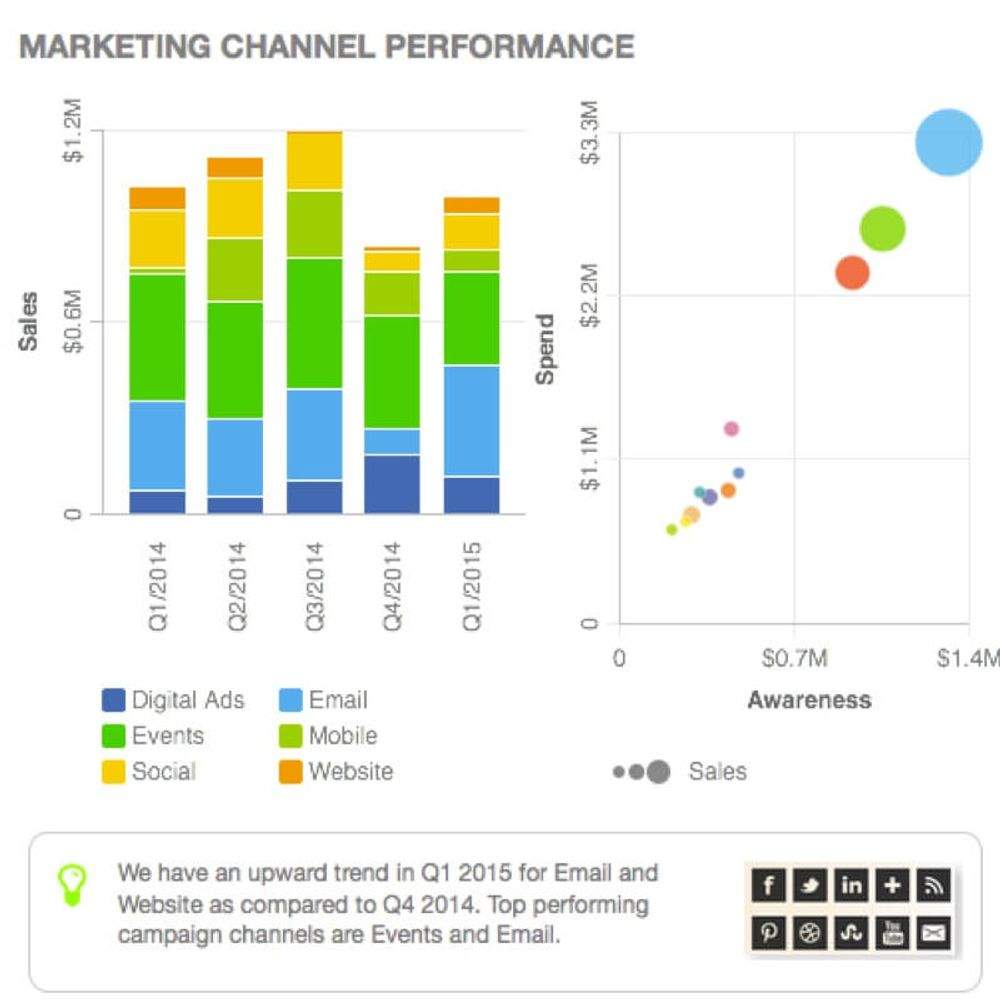 MARKETING CHANNEL PERFORMANCE
Sales
$1.2M
$0.6M
0
Q1/2014
Q2/2014
Q3/2014
Q4/2014
Q1/2015
Digital Ads
Email
Events
Mobile
Social
Website
Spend
$3.3M
$2.2M
$1.1M
0
0
$0.7M
$1.4M
Awareness
Sales
We have an upward trend in Q1 2015 for Email and
Website as compared to Q4 2014. Top performing
campaign channels are Events and Email.
f
in
You
Tube